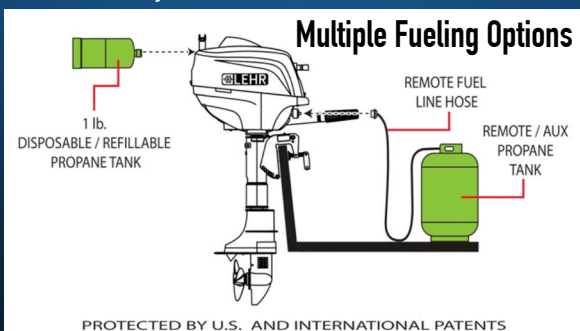 Multiple Fueling Options
LEHR
1 lb.
DISPOSABLE / REFILLABLE
PROPANE TANK
REMOTE FUEL
LINE HOSE
REMOTE / AUX
PROPANE
TANK
PROTECTED BY U.S. AND INTERNATIONAL PATENTS